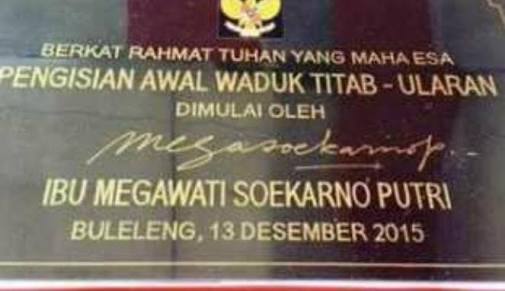 BERKAT RAHMAT TUHAN YANG MAHA ESA
PENGISIAN AWAL WADUK TITAB - ULARAN
DIMULAI OLEH
Megasoekarnop.
IBU MEGAWATI SOEKARNO PUTRI
BULELENG, 13 DESEMBER 2015